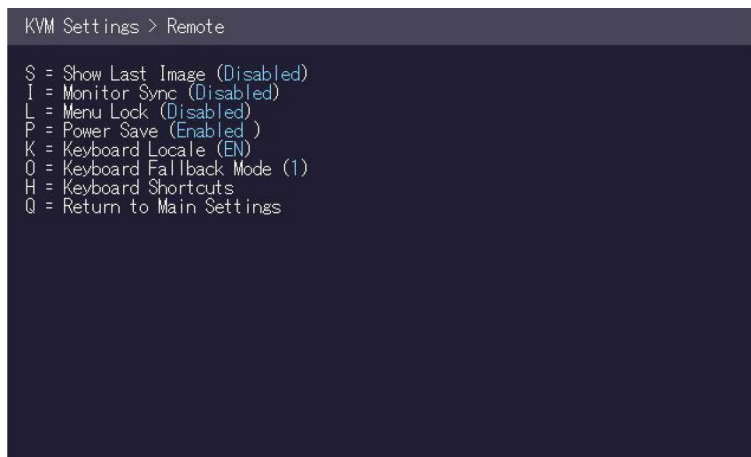 KVM Settings > Remote
S = Show Last Image (Disabled)
I = Monitor Sync (Disabled)
L = Menu Lock (Disabled)
P = Power Save (Enabled )
K = Keyboard Locale (EN)
O = Keyboard Fallback Mode (1)
H = Keyboard Shortcuts
Q = Return to Main Settings